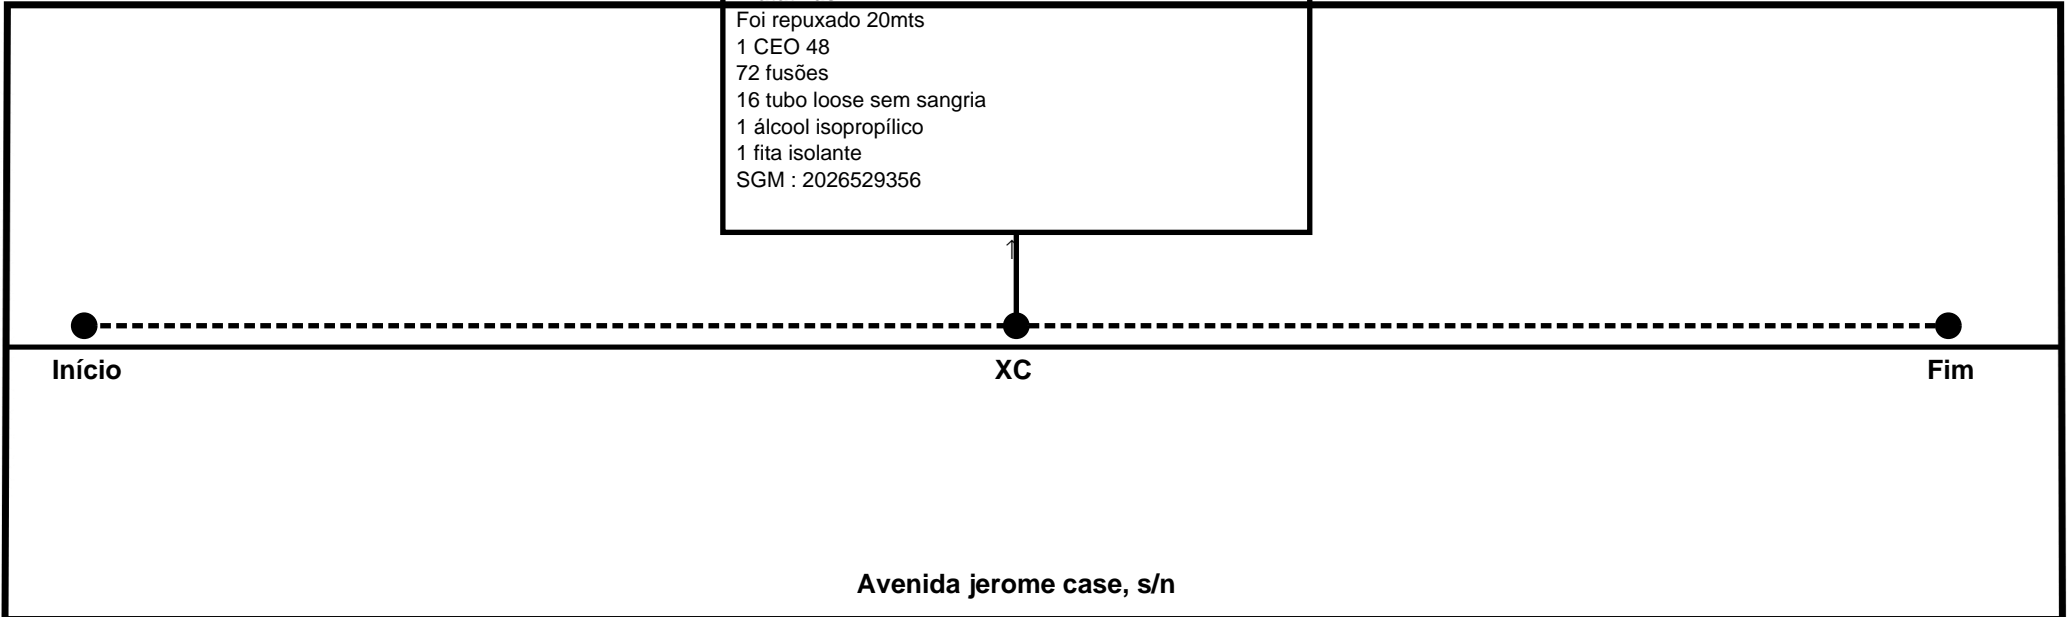 Foi repuxado 20mts
1 CEO 48
72 fusões
16 tubo loose sem sangria
1 álcool isopropílico
1 fita isolante
SGM : 2026529356
↑
Início
XC
Fim
Avenida jerome case, s/n